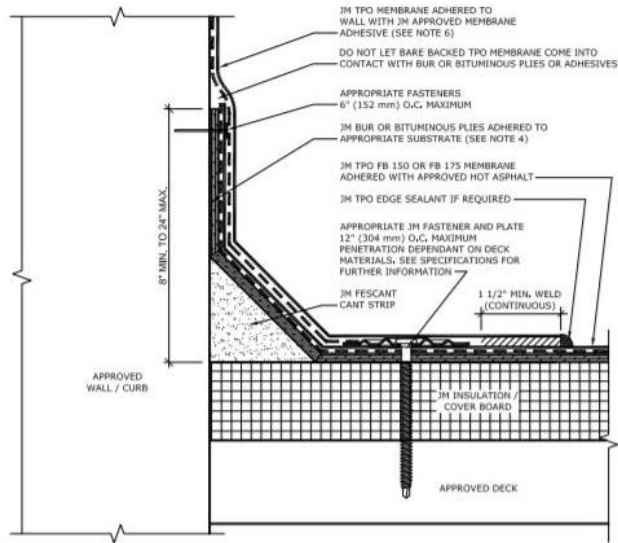 JM TPO MEMBRANE ADHERED TO
WALL WITH JM APPROVED MEMBRANE
ADHESIVE (SEE NOTE 6)
DO NOT LET BARE BACKED TPO MEMBRANE COME INTO
CONTACT WITH BUR OR BITUMINOUS PLIES OR ADHESIVES
APPROPRIATE FASTENERS
6" (152 mm) O.C. MAXIMUM
JM BUR OR BITUMINOUS PLIES ADHERED TO
APPROPRIATE SUBSTRATE (SEE NOTE 4)
8" MIN. TO 24" MAX.
JM TPO FB 150 OR FB 175 MEMBRANE
ADHERED WITH APPROVED HOT ASPHALT
JM TPO EDGE SEALANT IF REQUIRED
APPROPRIATE JM FASTENER AND PLATE
12" (304 mm) O.C. MAXIMUM
PENETRATION DEPENDANT ON DECK
MATERIALS. SEE SPECIFICATIONS FOR
FURTHER INFORMATION
1 1/2" MIN. WELD
(CONTINUOUS)
JM FESCANT
CANT STRIP
APPROVED
WALL / CURB
JM INSULATION /
COVER BOARD
APPROVED DECK